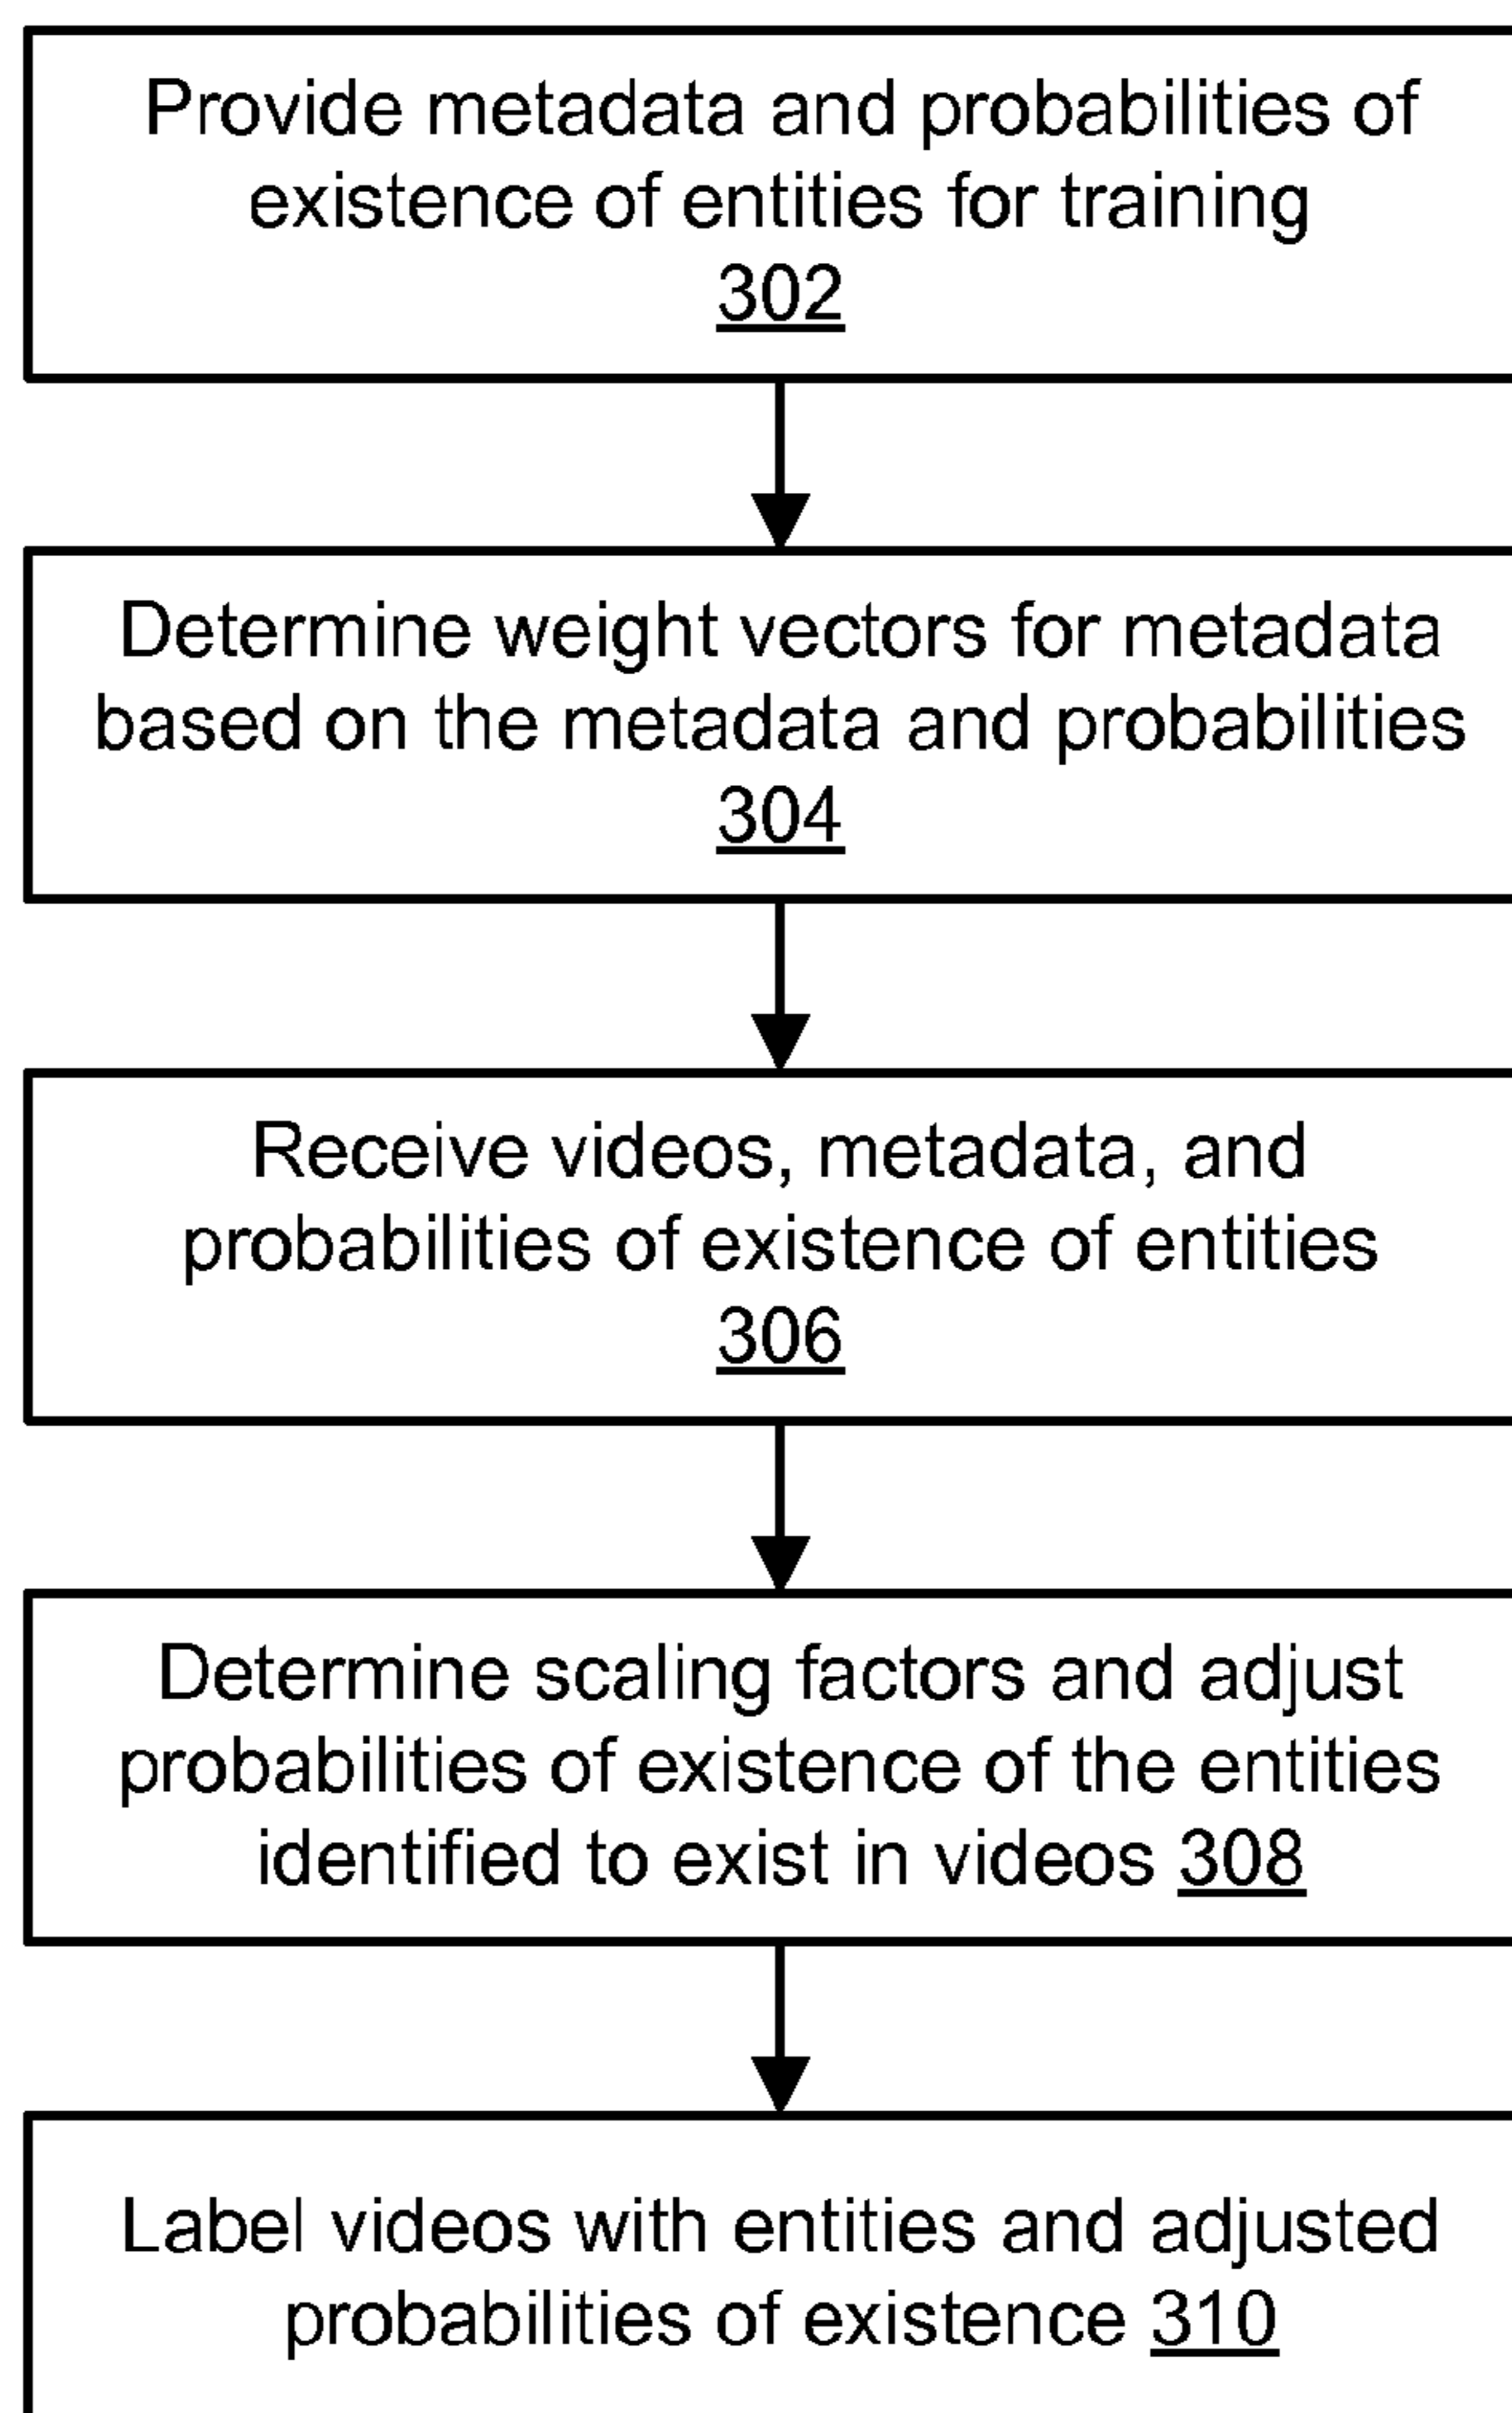 Provide metadata and probabilities of
existence of entities for training
302
Determine weight vectors for metadata
based on the metadata and probabilities
304
Receive videos, metadata, and
probabilities of existence of entities
306
Determine scaling factors and adjust
probabilities of existence of the entities
identified to exist in videos 308
Label videos with entities and adjusted
probabilities of existence 310